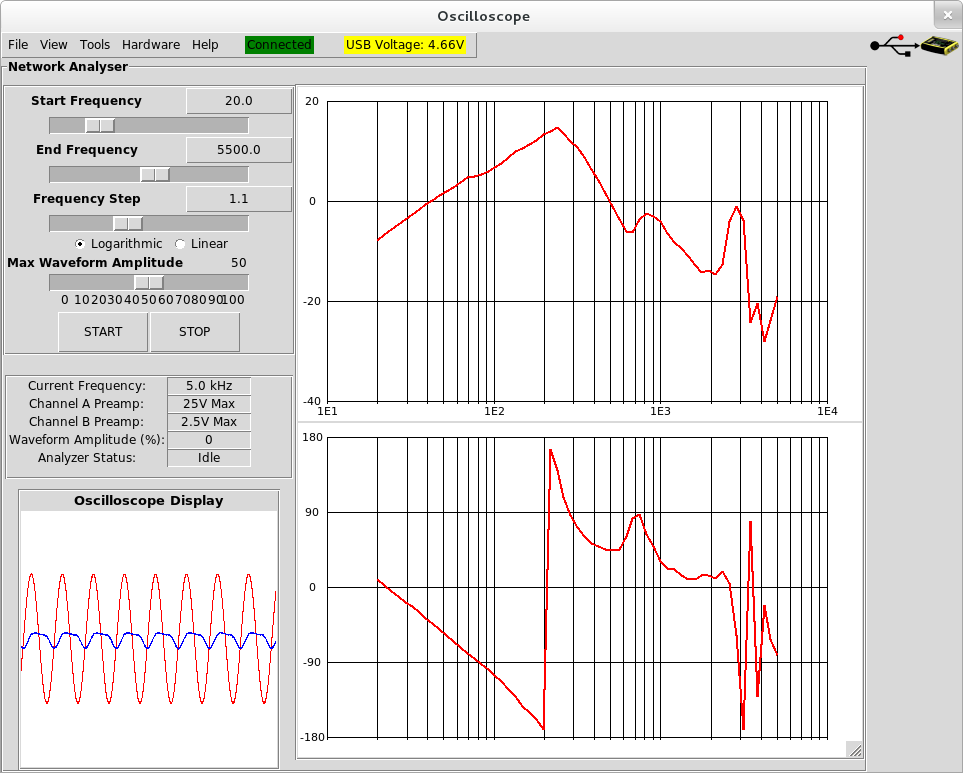 Oscilloscope
File View Tools Hardware Help Connected USB Voltage: 4.66V
Network Analyser
Start Frequency 20.0
End Frequency 5500.0
Frequency Step 1.1
Logarithmic Linear
Max Waveform Amplitude 50
0 10 20 30 40 50 60 70 80 90 100
START STOP
Current Frequency: 5.0 kHz
Channel A Preamp: 25V Max
Channel B Preamp: 2.5V Max
Waveform Amplitude (%): 0
Analyzer Status: Idle
Oscilloscope Display
20
0
-20
-40
1E1 1E2 1E3 1E4
180
90
0
-90
-180